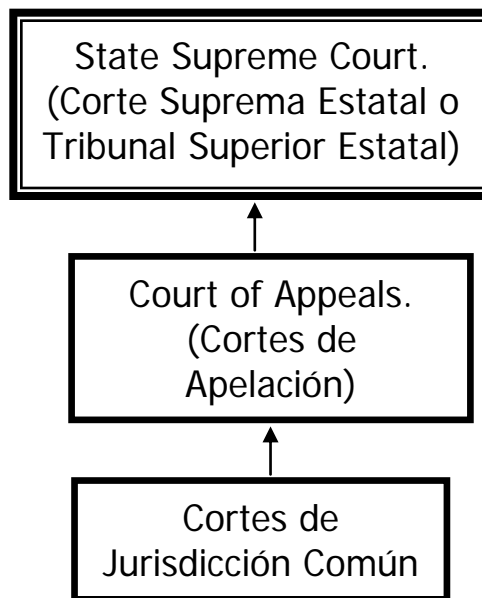 State Supreme Court.
(Corte Suprema Estatal o
Tribunal Superior Estatal)
Court of Appeals.
(Cortes de
Apelación)
Cortes de
Jurisdicción Común